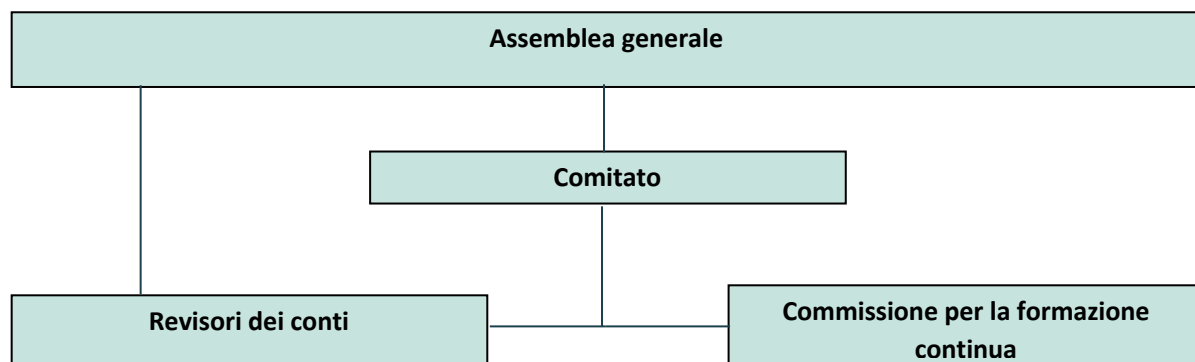 Assemblea generale
Comitato
Revisori dei conti
Commissione per la formazione
continua